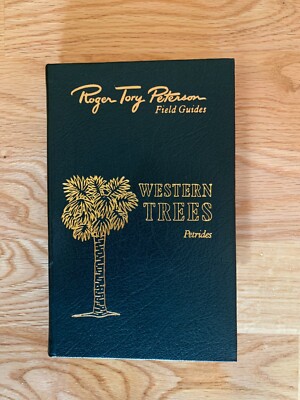 Roger Tory Peterson
Field Guides
WESTERN
TREES
Petrides